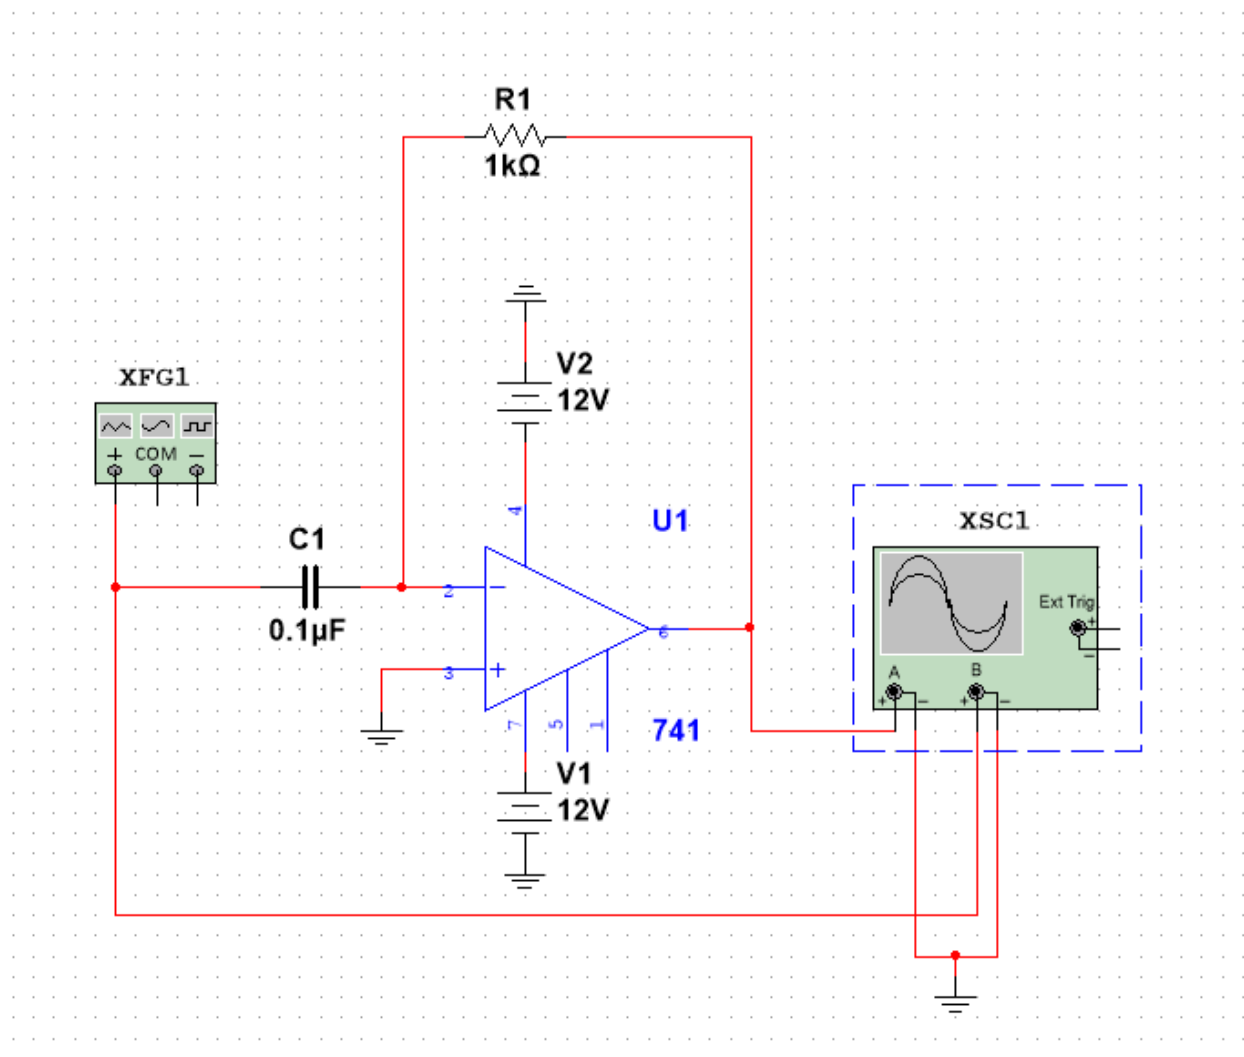 R1
1kΩ
V2
12V
XFG1
+ COM −
4
U1
XSC1
C1
2
−
0.1µF
6
Ext Trig
+
−
3
+
A
B
+
−
+
−
7
5
1
741
V1
12V